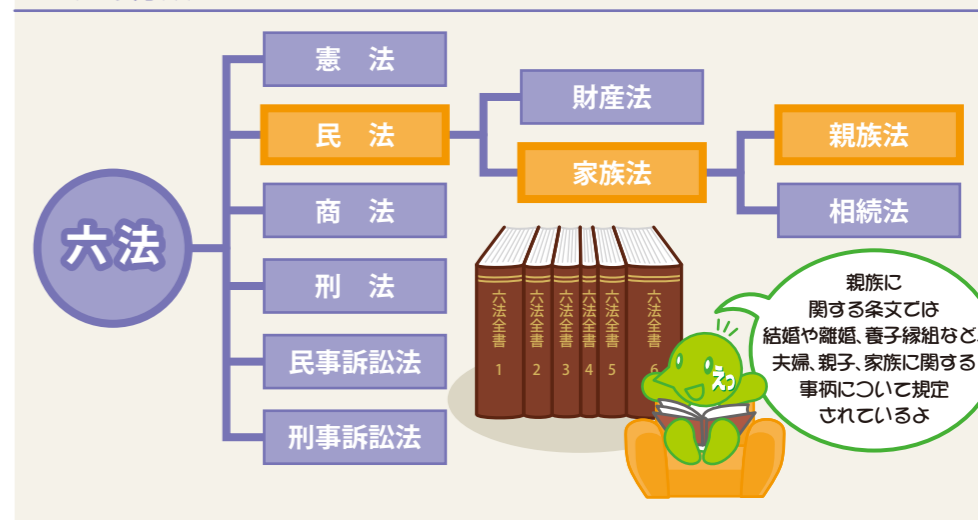 六法
憲　法
民　法
商　法
刑　法
民事訴訟法
刑事訴訟法
財産法
家族法
親族法
相続法
六法全書 1
六法全書 2
六法全書 3
六法全書 4
六法全書 5
六法全書 6
えっ
親族に
関する条文では
結婚や離婚、養子縁組など、
夫婦、親子、家族に関する
事柄について規定
されているよ